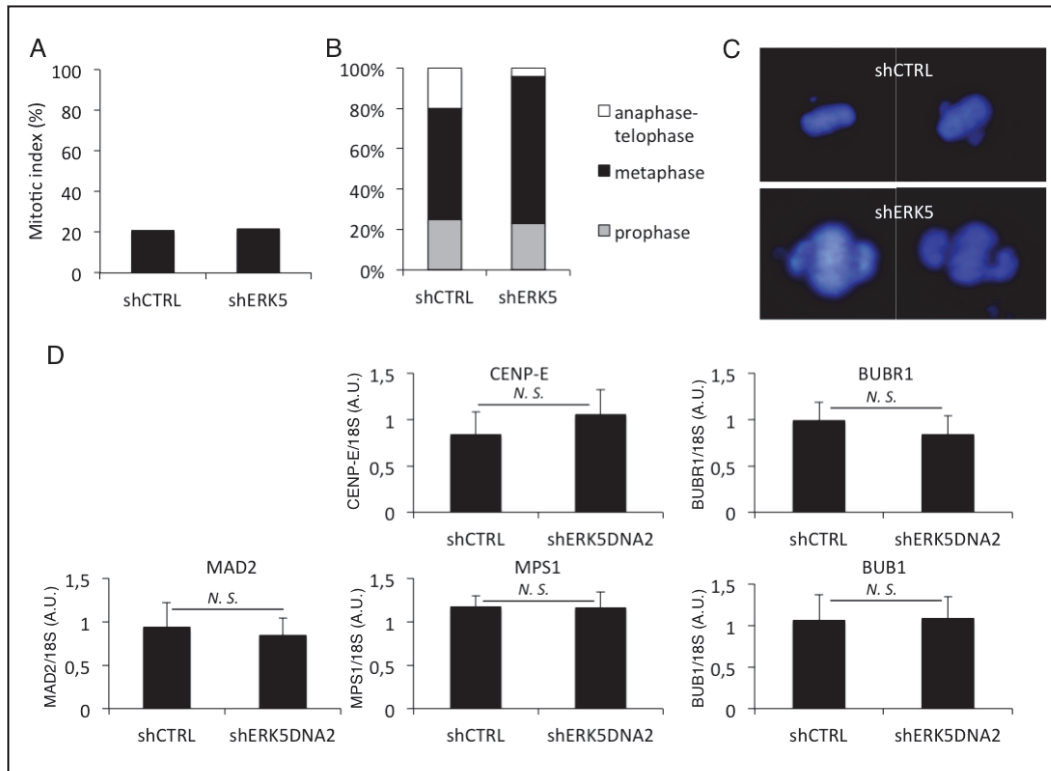 A
Mitotic index (%)
100
80
60
40
20
0
shCTRL
shERK5
B
100%
80%
60%
40%
20%
0%
shCTRL
shERK5
anaphase-
telophase
metaphase
prophase
C
shCTRL
shERK5
D
CENP-E
N. S.
CENP-E/18S (A.U.)
1,5
1
0,5
0
shCTRL
shERK5DNA2
BUBR1
N. S.
BUBR1/18S (A.U.)
1,5
1
0,5
0
shCTRL
shERK5DNA2
MAD2
N. S.
MAD2/18S (A.U.)
1,5
1
0,5
0
shCTRL
shERK5DNA2
MPS1
N. S.
MPS1/18S (A.U.)
1,5
1
0,5
0
shCTRL
shERK5DNA2
BUB1
N. S.
BUB1/18S (A.U.)
1,5
1
0,5
0
shCTRL
shERK5DNA2